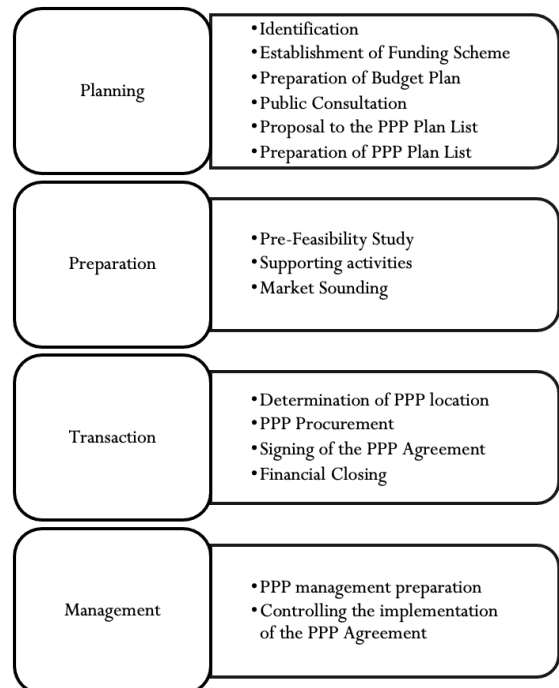 Planning
•Identification
•Establishment of Funding Scheme
•Preparation of Budget Plan
•Public Consultation
•Proposal to the PPP Plan List
•Preparation of PPP Plan List
Preparation
•Pre-Feasibility Study
•Supporting activities
•Market Sounding
Transaction
•Determination of PPP location
•PPP Procurement
•Signing of the PPP Agreement
•Financial Closing
Management
•PPP management preparation
•Controlling the implementation
of the PPP Agreement